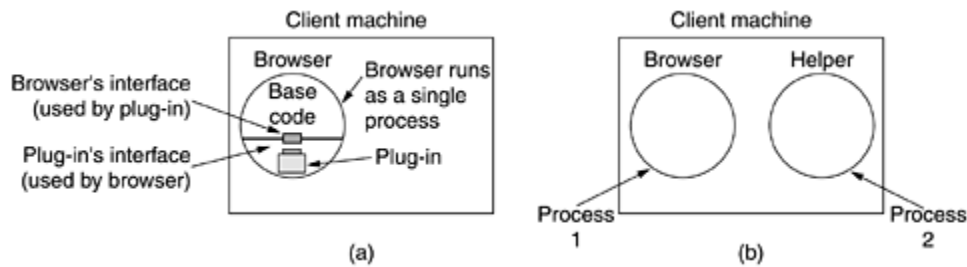 Client machine
Browser
Base
code
Browser's interface
(used by plug-in)
Browser runs
as a single
process
Plug-in's interface
(used by browser)
Plug-in
(a)
Client machine
Browser
Helper
Process
1
Process
2
(b)